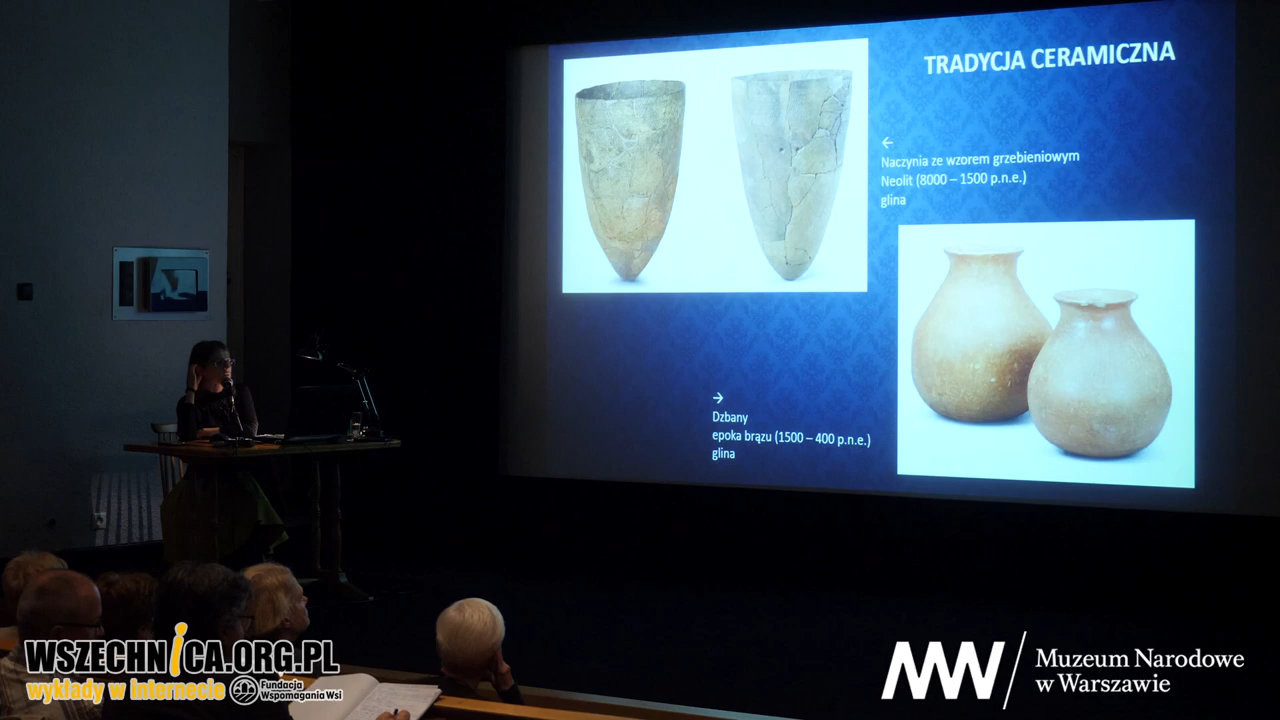 TRADYCJA CERAMICZNA
←
Naczynia ze wzorem grzebieniowym
Neolit (8000 – 1500 p.n.e.)
glina
→
Dzbany
epoka brązu (1500 – 400 p.n.e.)
glina
WSZECHNiCA.ORG.PL
wykłady w internecie
Fundacja
Wspomagania Wsi
Muzeum Narodowe
w Warszawie